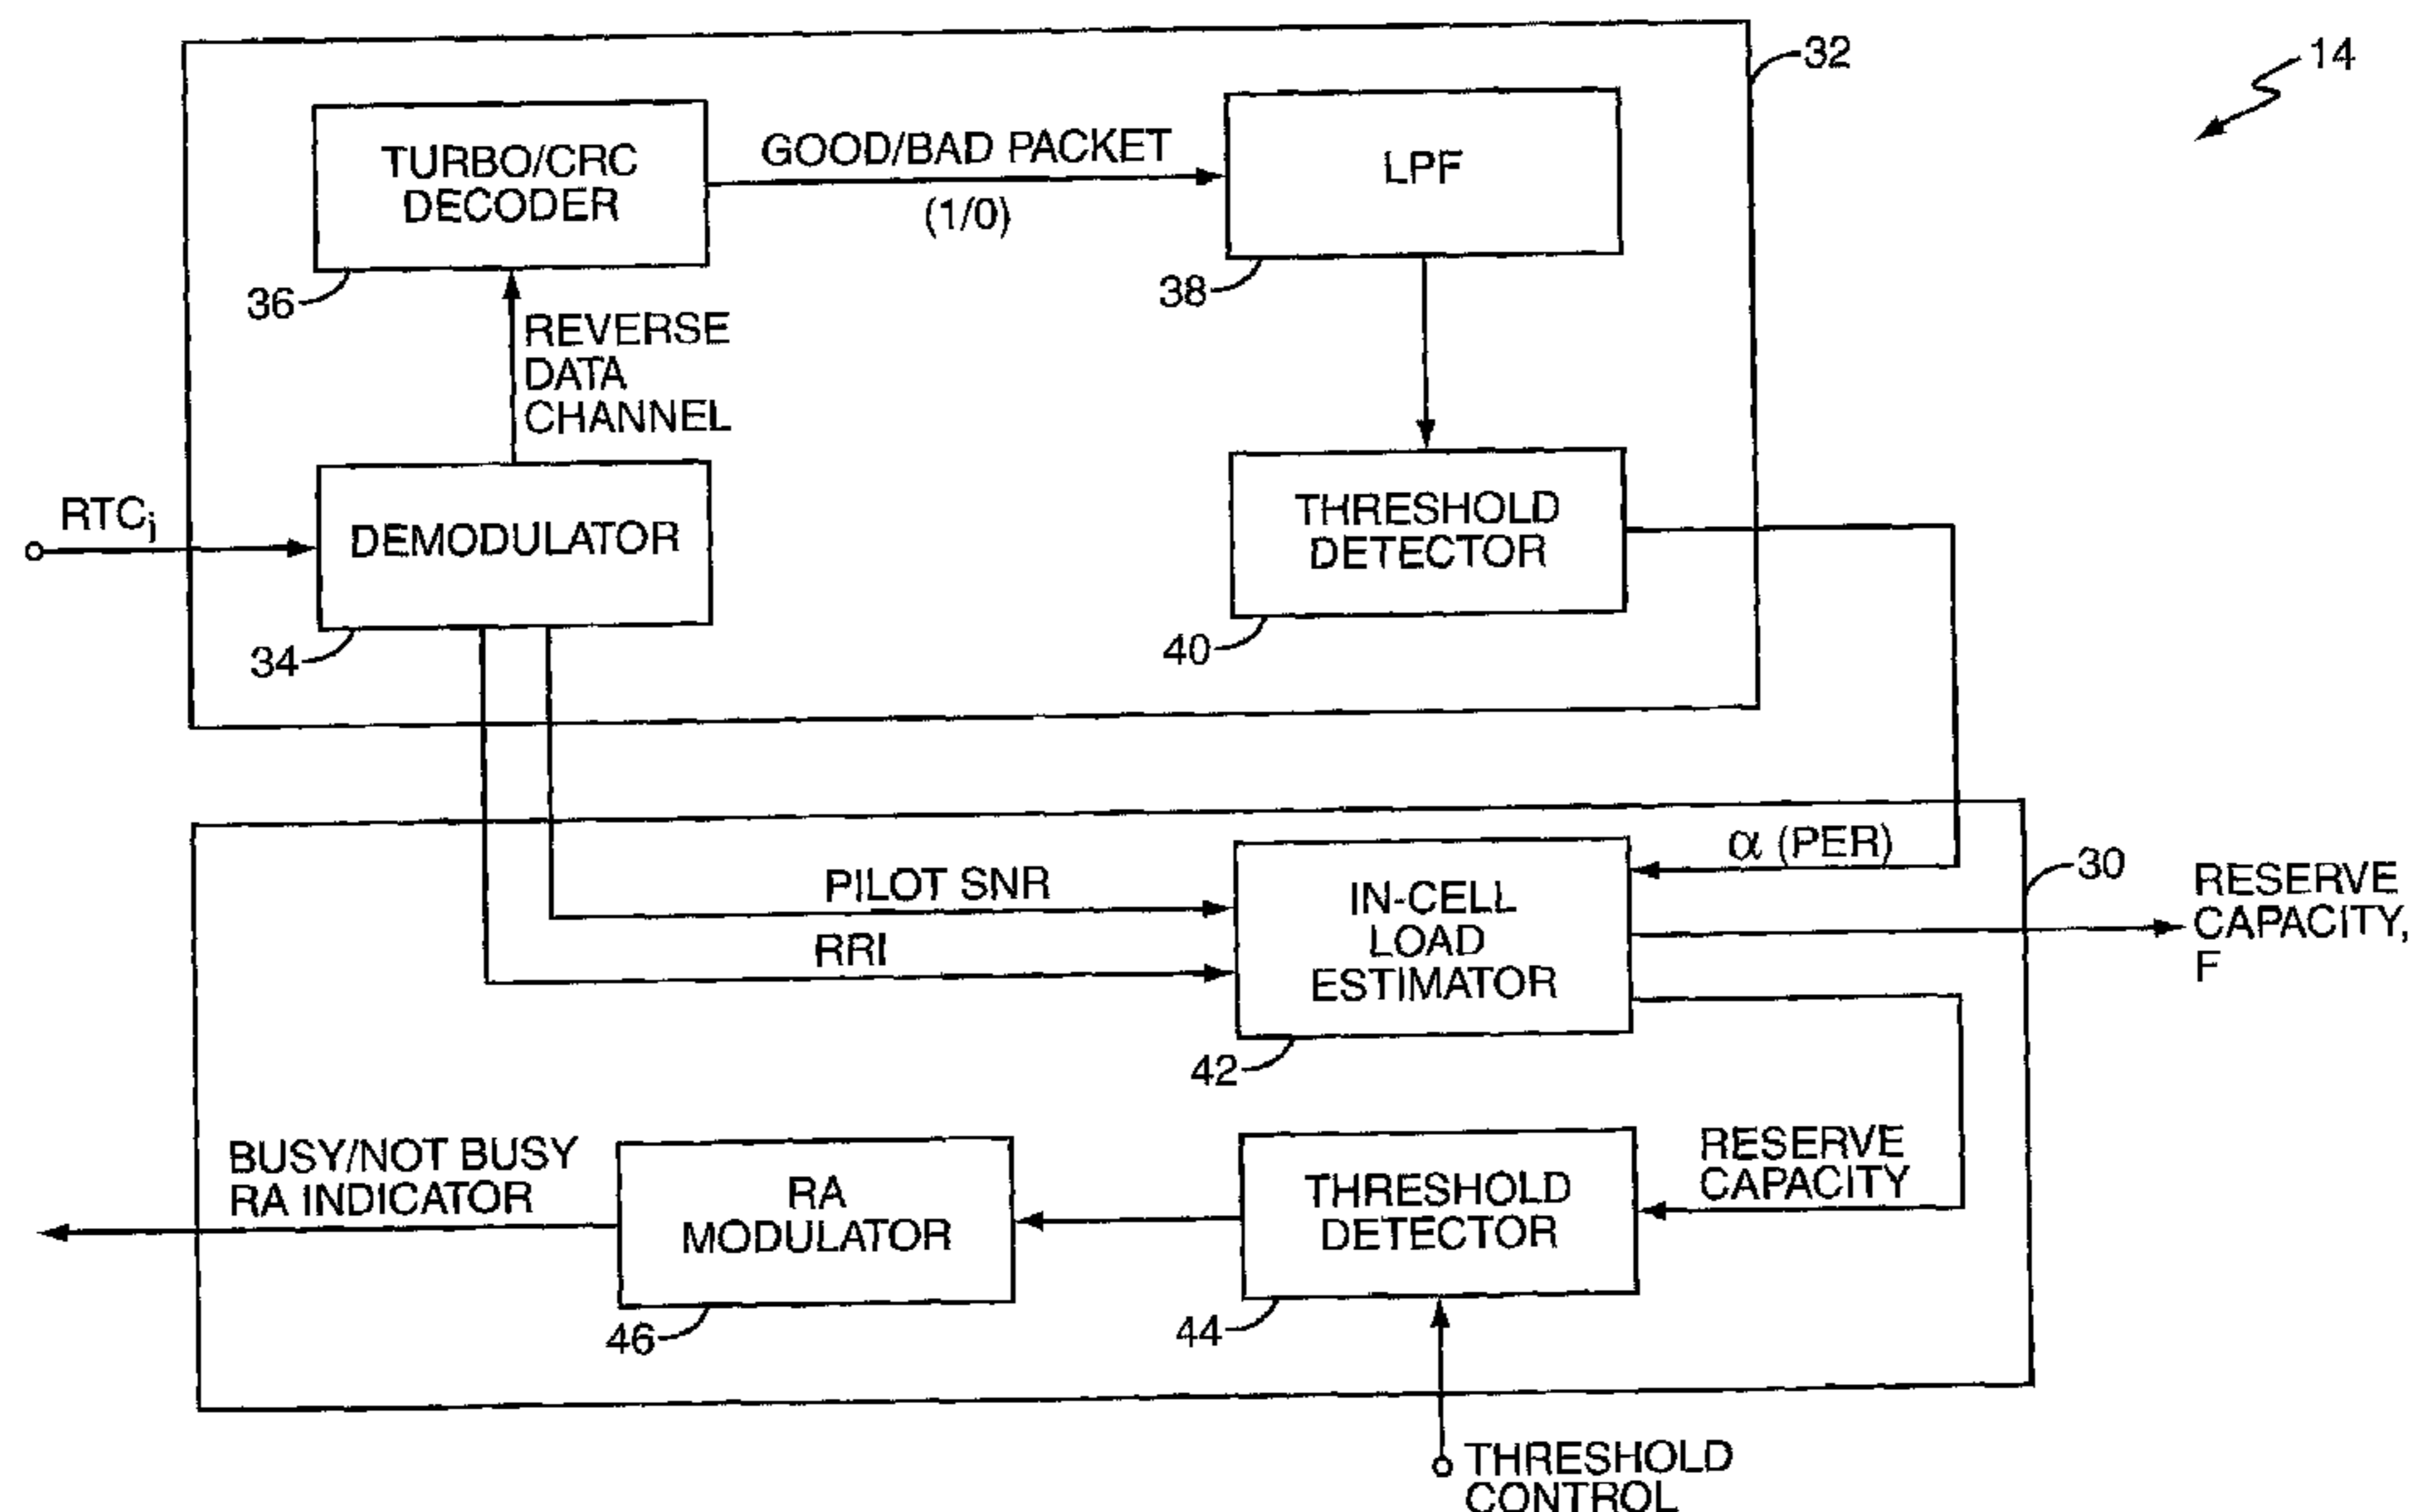 32
14
TURBO/CRC
DECODER
GOOD/BAD PACKET
(1/0)
LPF
36
38
REVERSE
DATA
CHANNEL
RTCj
DEMODULATOR
THRESHOLD
DETECTOR
34
40
α (PER)
30
PILOT SNR
RRI
IN-CELL
LOAD
ESTIMATOR
RESERVE
CAPACITY,
F
42
BUSY/NOT BUSY
RA INDICATOR
RA
MODULATOR
THRESHOLD
DETECTOR
RESERVE
CAPACITY
46
44
THRESHOLD
CONTROL